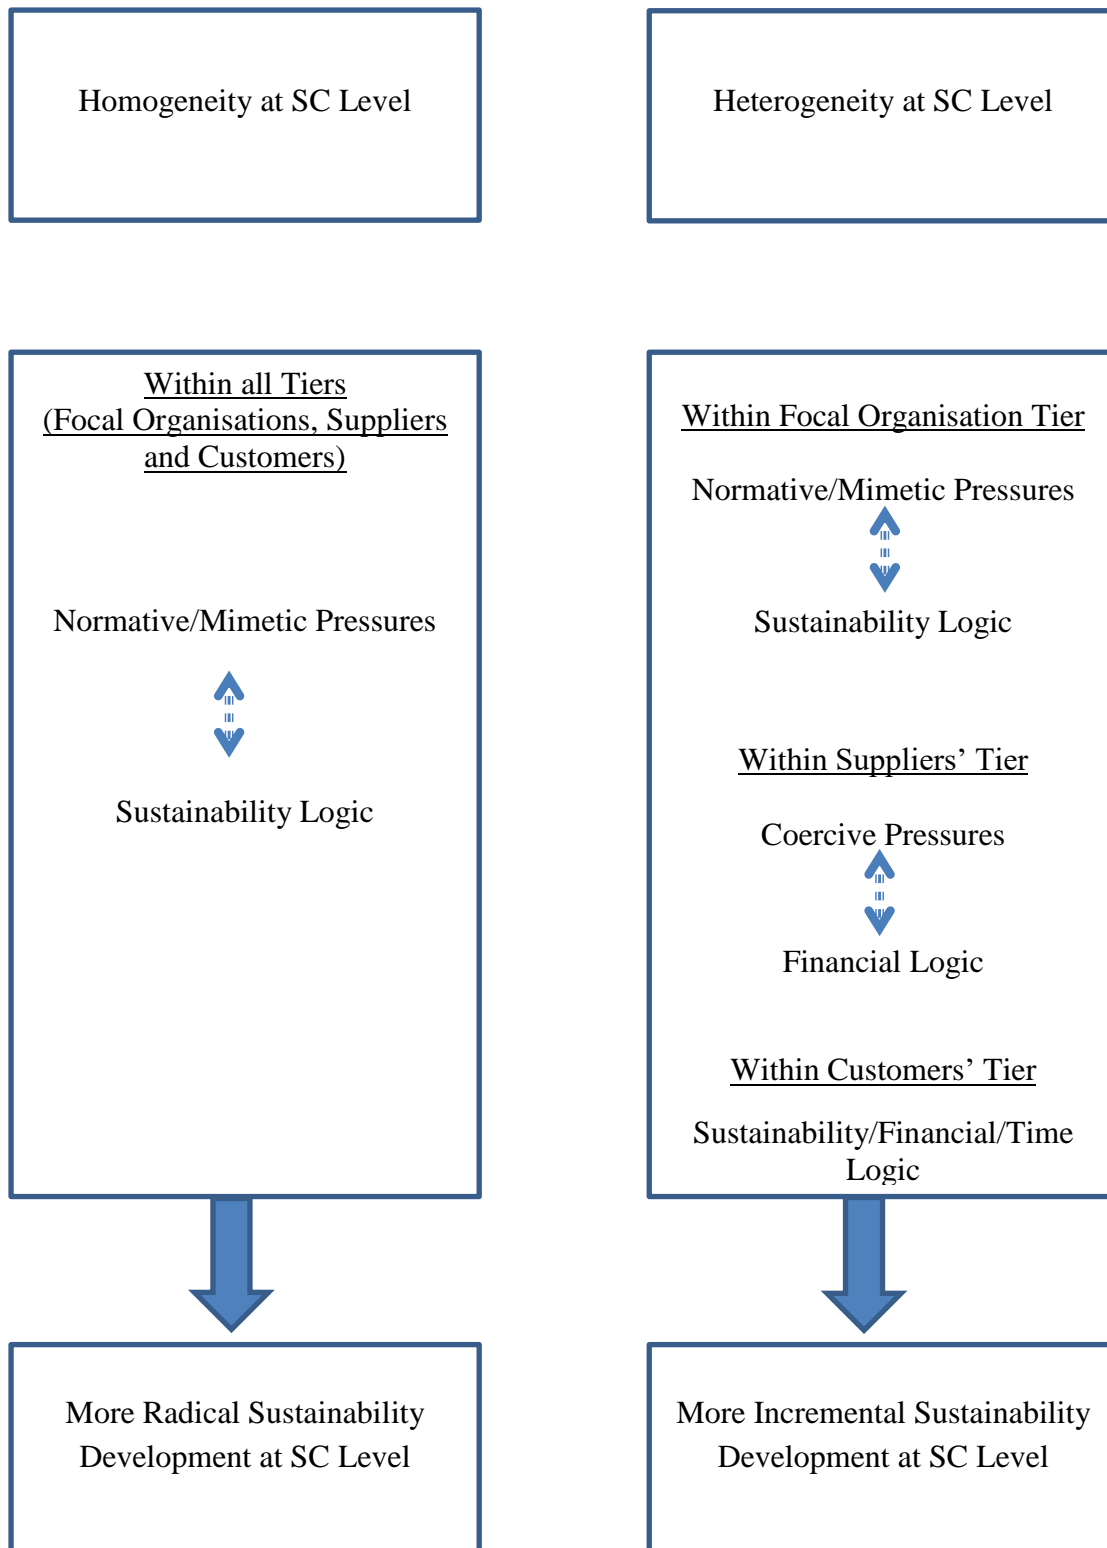 Homogeneity at SC Level
Heterogeneity at SC Level
Within all Tiers
(Focal Organisations, Suppliers
and Customers)
Normative/Mimetic Pressures
Sustainability Logic
Within Focal Organisation Tier
Normative/Mimetic Pressures
Sustainability Logic
Within Suppliers’ Tier
Coercive Pressures
Financial Logic
Within Customers’ Tier
Sustainability/Financial/Time
Logic
More Radical Sustainability
Development at SC Level
More Incremental Sustainability
Development at SC Level